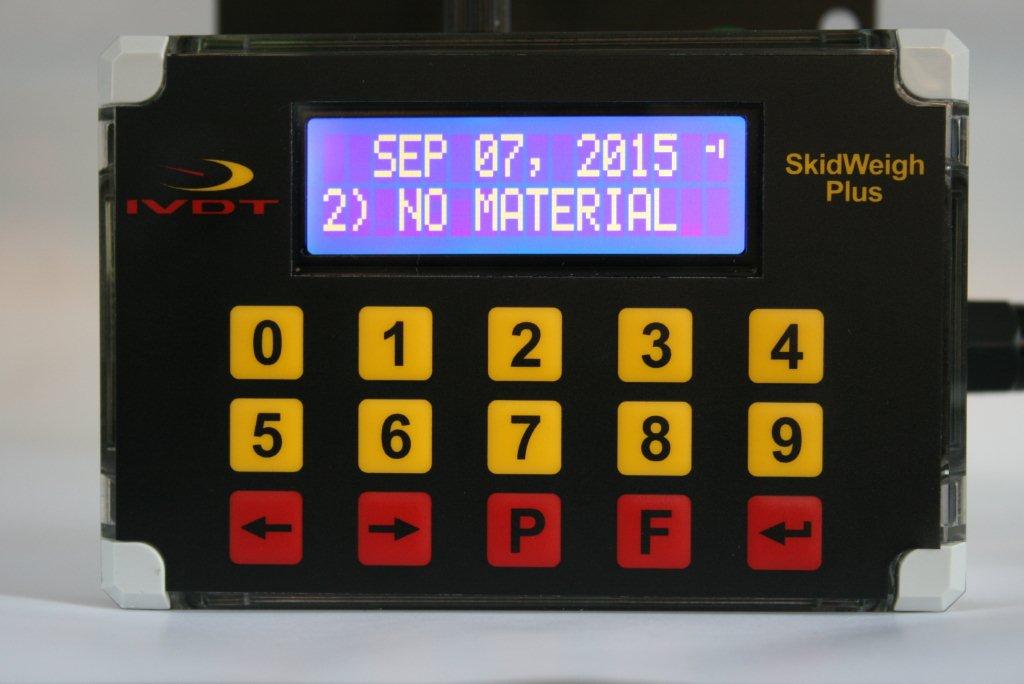 SEP 07, 2015
2) NO MATERIAL
IVDT
SkidWeigh
Plus
0 1 2 3 4
5 6 7 8 9
← → P F ↵